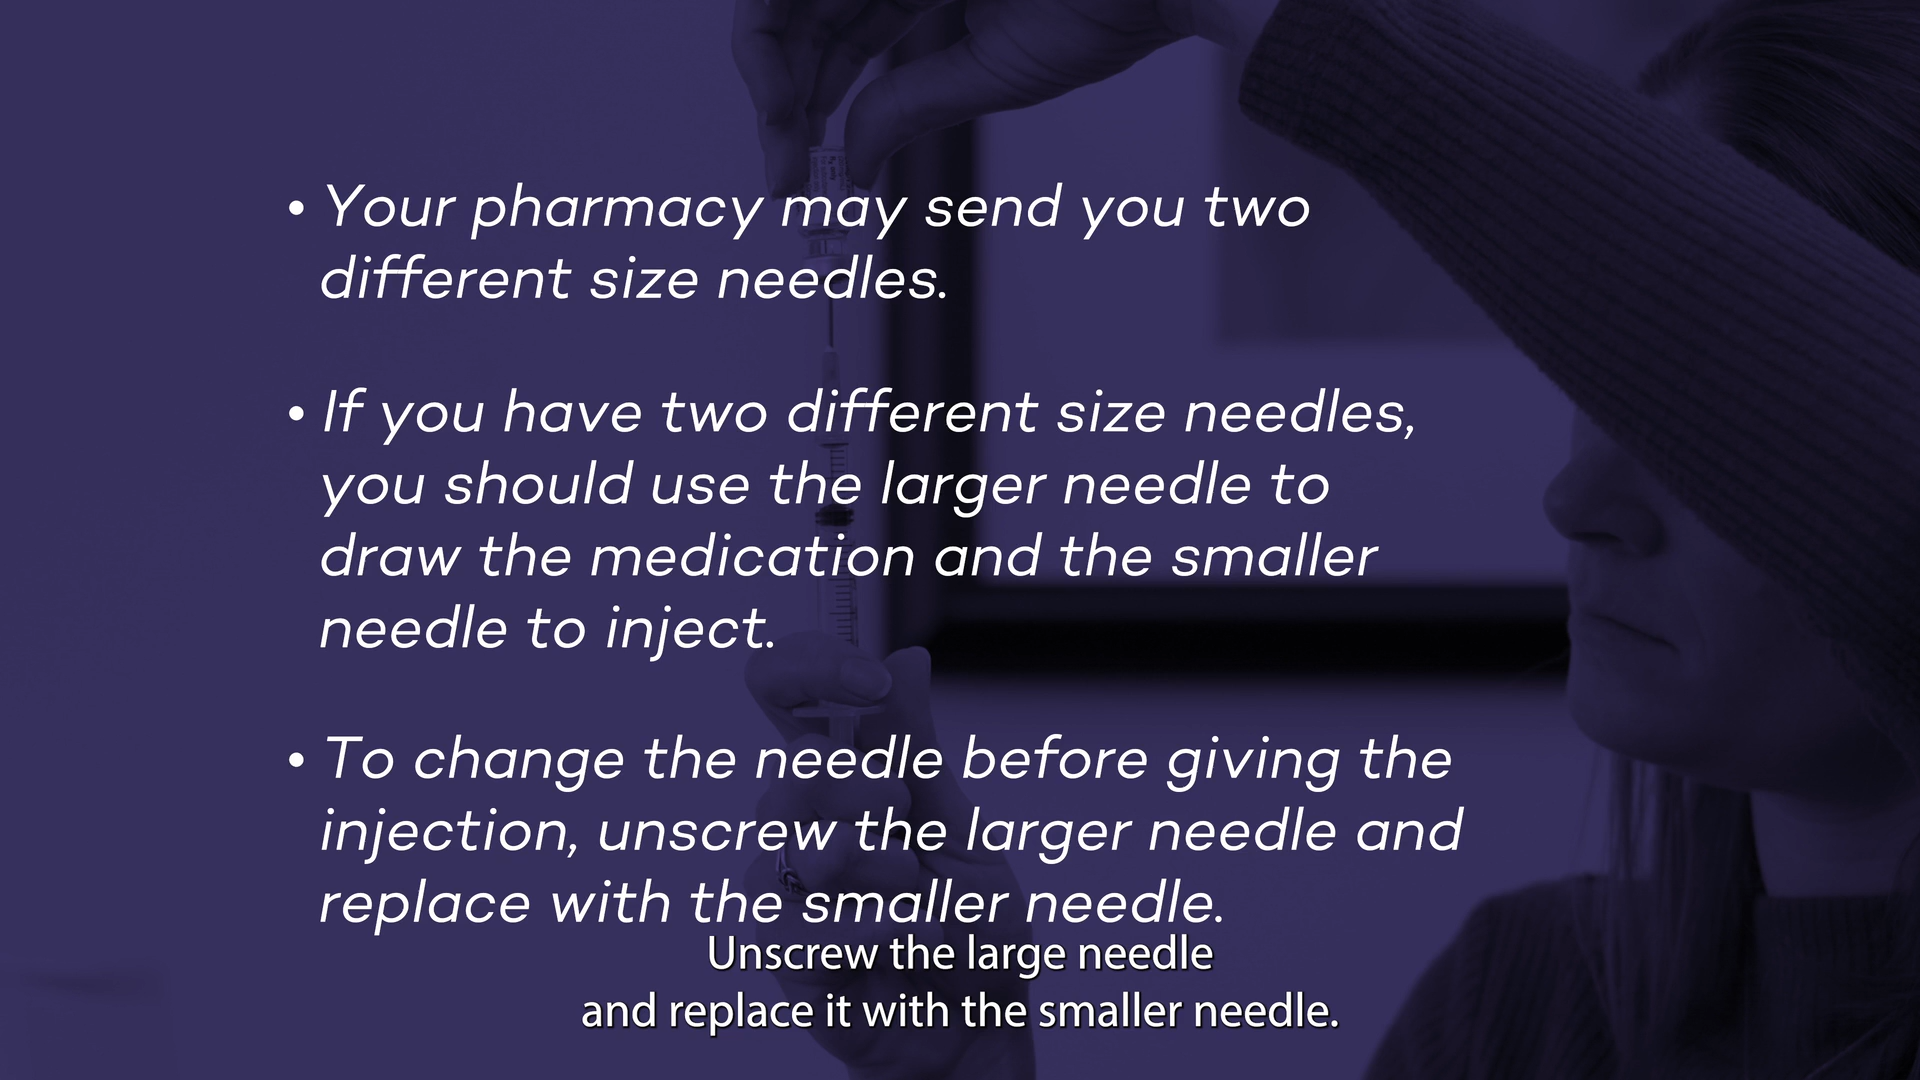 • Your pharmacy may send you two
different size needles.
• If you have two different size needles,
you should use the larger needle to
draw the medication and the smaller
needle to inject.
• To change the needle before giving the
injection, unscrew the larger needle and
replace with the smaller needle.
Unscrew the large needle
and replace it with the smaller needle.